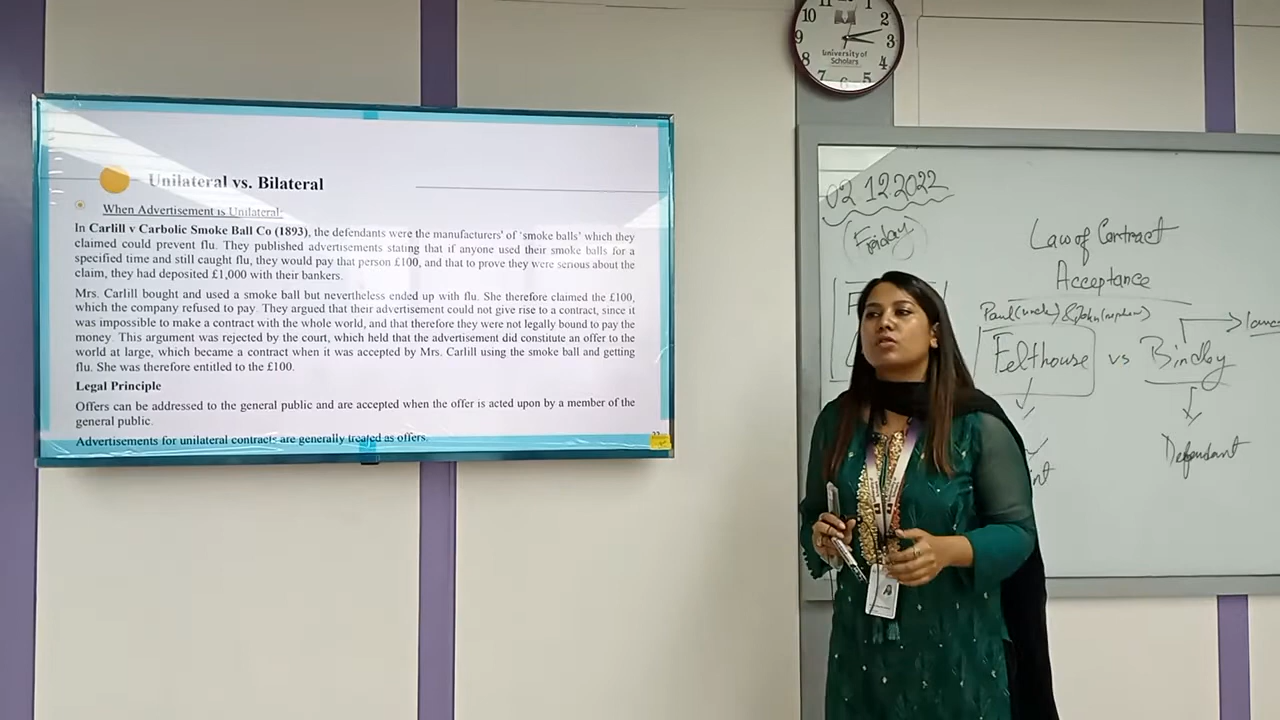 Unilateral vs. Bilateral
When Advertisement is Unilateral:
In Carlill v Carbolic Smoke Ball Co (1893), the defendants were the manufacturers' of 'smoke balls' which they
claimed could prevent flu. They published advertisements stating that if anyone used their smoke balls for a
specified time and still caught flu, they would pay that person £100, and that to prove they were serious about the
claim, they had deposited £1,000 with their bankers.
Mrs. Carlill bought and used a smoke ball but nevertheless ended up with flu. She therefore claimed the £100,
which the company refused to pay. They argued that their advertisement could not give rise to a contract, since it
was impossible to make a contract with the whole world, and that therefore they were not legally bound to pay the
money. This argument was rejected by the court, which held that the advertisement did constitute an offer to the
world at large, which became a contract when it was accepted by Mrs. Carlill using the smoke ball and getting
flu. She was therefore entitled to the £100.
Legal Principle
Offers can be addressed to the general public and are accepted when the offer is acted upon by a member of the
general public.
Advertisements for unilateral contracts are generally treated as offers.
11 1
10 2
9 3
8 4
7 6 5
University of
Scholars
02 12 2022
Friday
Law of Contract
Acceptance
Paul (uncle) & John (nephew)
Felthouse vs Bindley
Defendant